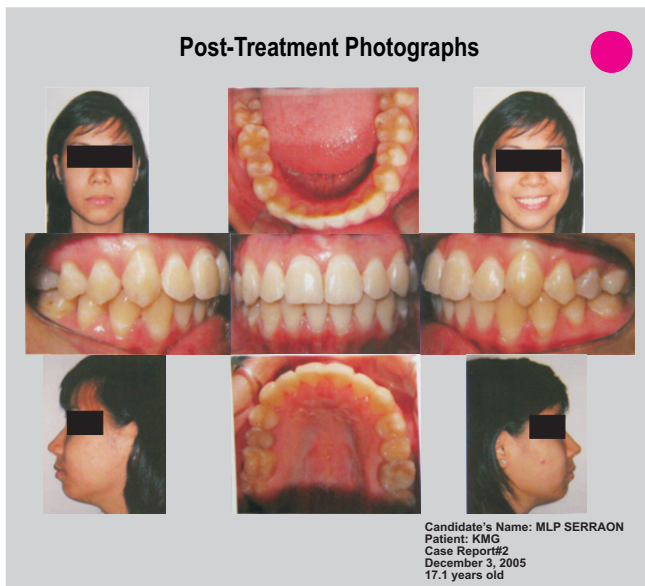 Post-Treatment Photographs
Candidate's Name: MLP SERRAON
Patient: KMG
Case Report#2
December 3, 2005
17.1 years old